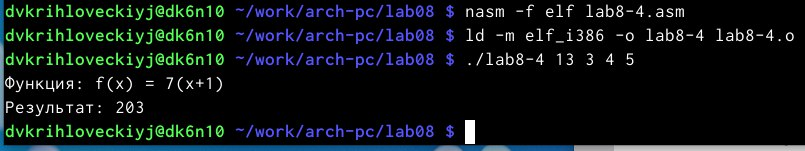 dvkrihloveckiyj@dk6n10 ~/work/arch-pc/lab08 $ nasm -f elf lab8-4.asm
dvkrihloveckiyj@dk6n10 ~/work/arch-pc/lab08 $ ld -m elf_i386 -o lab8-4 lab8-4.o
dvkrihloveckiyj@dk6n10 ~/work/arch-pc/lab08 $ ./lab8-4 13 3 4 5
Функция: f(x) = 7(x+1)
Результат: 203
dvkrihloveckiyj@dk6n10 ~/work/arch-pc/lab08 $